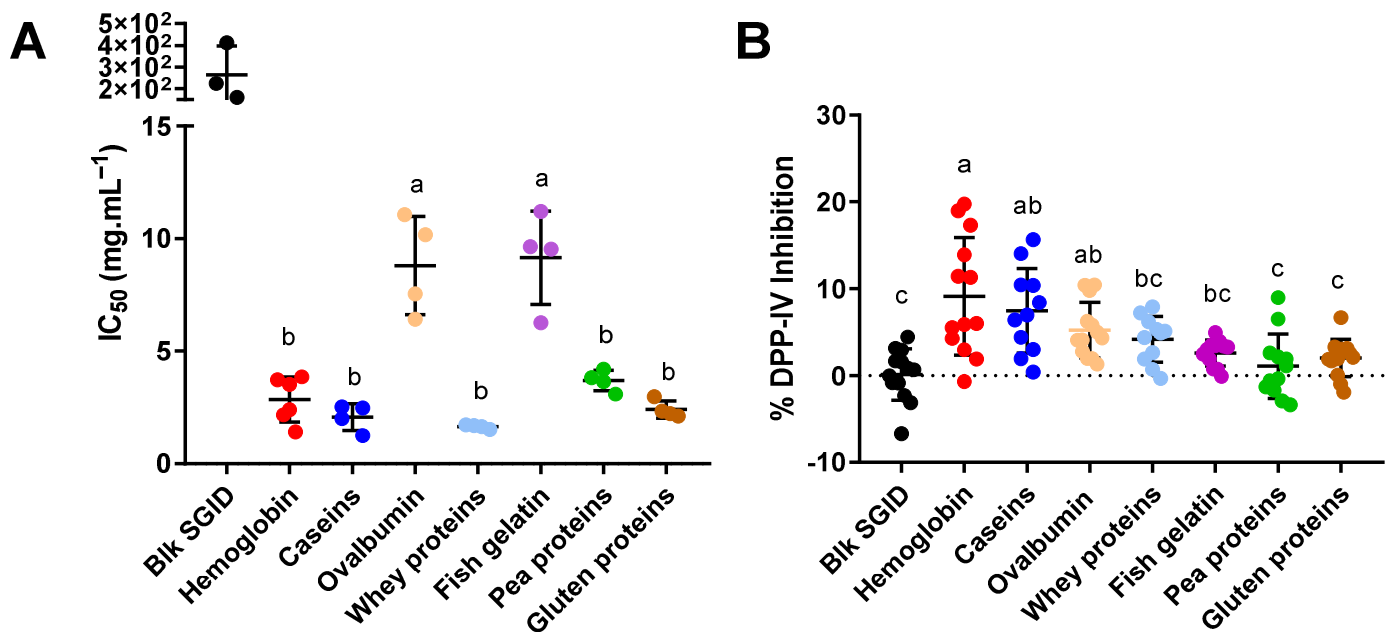 A
5×10²
4×10²
3×10²
2×10²
15
10
5
0
IC₅₀ (mg.mL⁻¹)
a
a
b
b
b
b
b
Blk SGID
Hemoglobin
Caseins
Ovalbumin
Whey proteins
Fish gelatin
Pea proteins
Gluten proteins
B
30
20
10
0
-10
% DPP-IV Inhibition
c
a
ab
ab
bc
bc
c
c
Blk SGID
Hemoglobin
Caseins
Ovalbumin
Whey proteins
Fish gelatin
Pea proteins
Gluten proteins